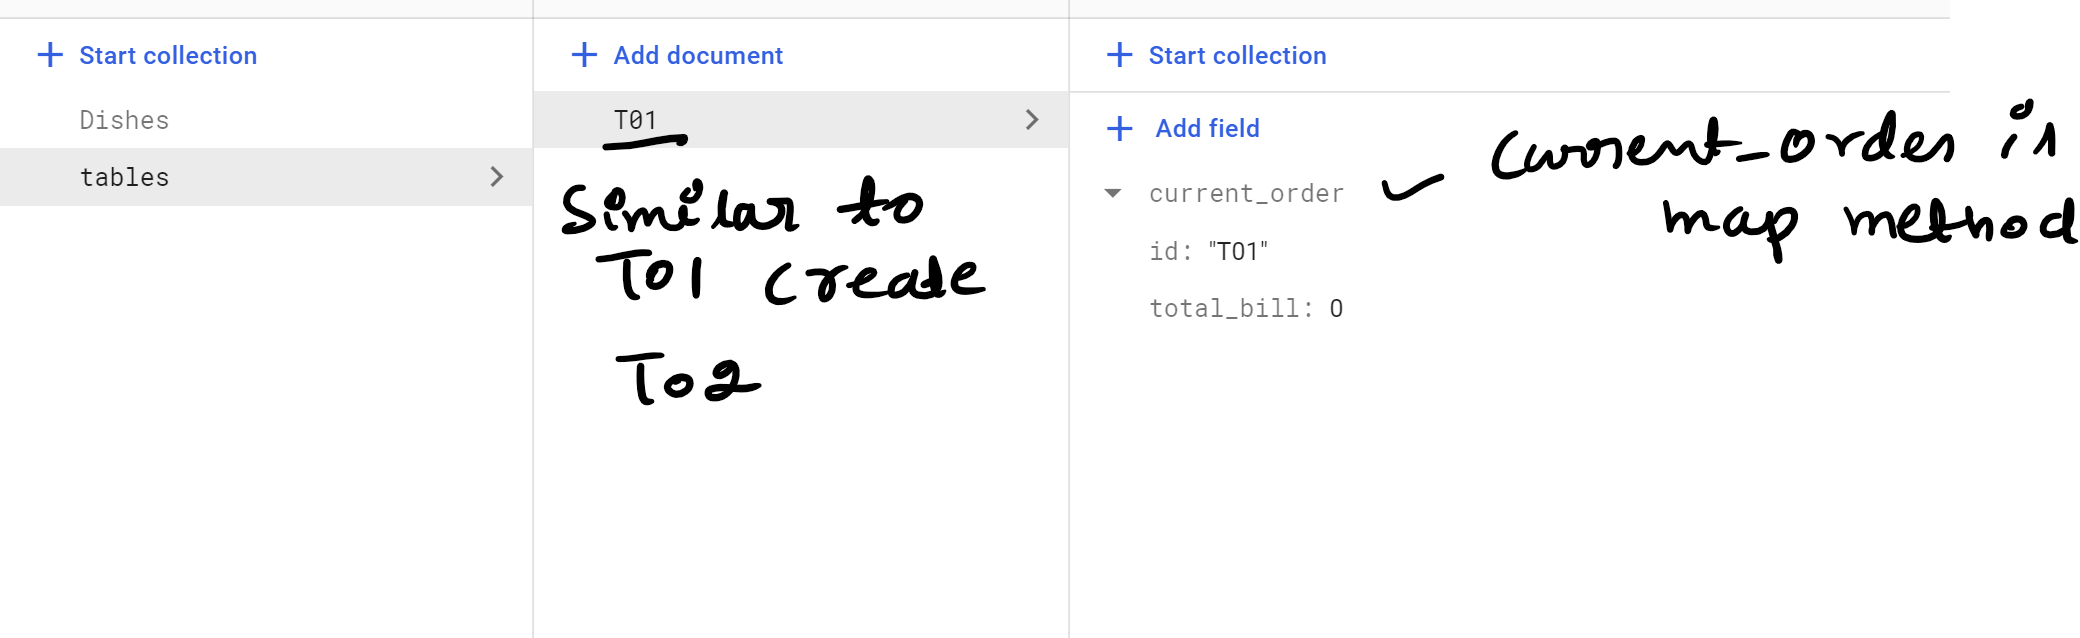 Start collection
Dishes
tables
Add document
T01
Similar to
T01 create
T02
Start collection
Add field
current_order
id: "T01"
total_bill: 0
current_order in
map method